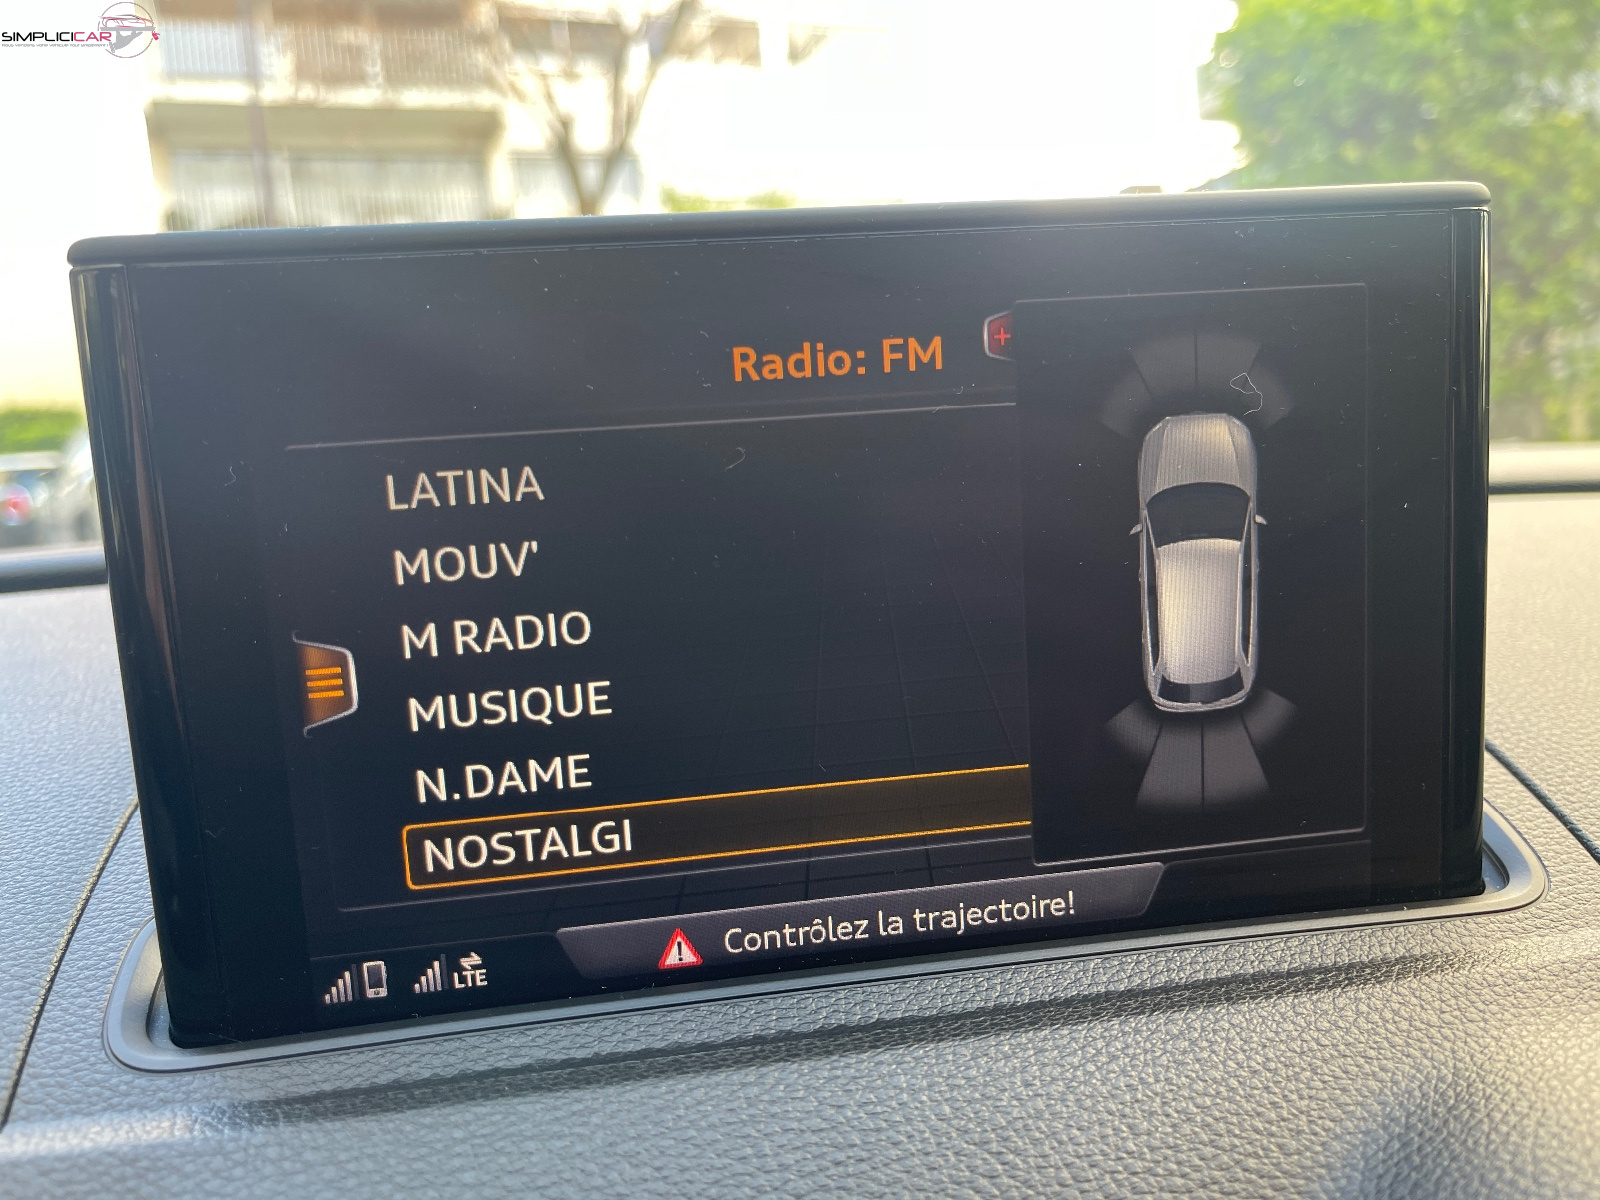 SIMPLICICAR
Radio: FM
LATINA
MOUV'
M RADIO
MUSIQUE
N.DAME
NOSTALGI
Contrôlez la trajectoire!
LTE